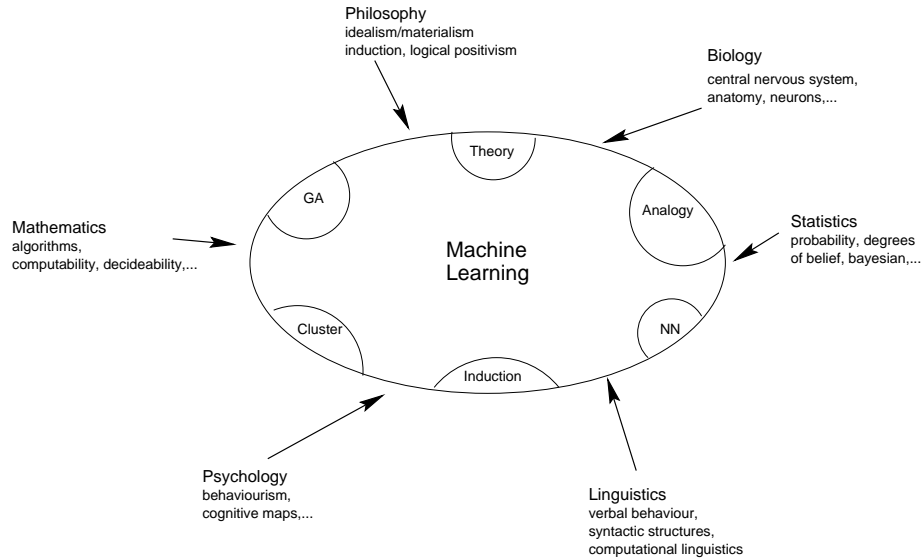 Philosophy
idealism/materialism
induction, logical positivism
Biology
central nervous system,
anatomy, neurons,...
Theory
GA
Analogy
Mathematics
algorithms,
computability, decideability,...
Statistics
probability, degrees
of belief, bayesian,...
Machine
Learning
Cluster
NN
Induction
Psychology
behaviourism,
cognitive maps,...
Linguistics
verbal behaviour,
syntactic structures,
computational linguistics